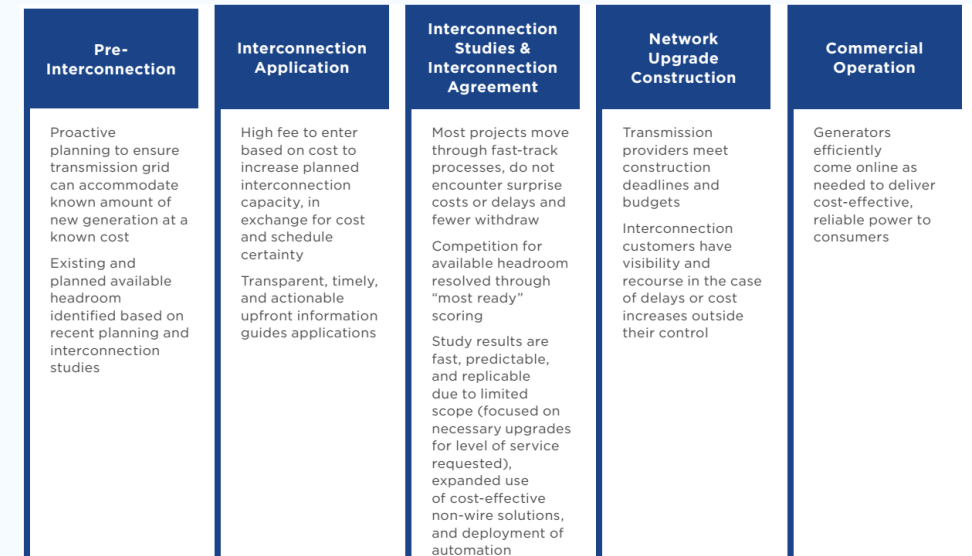 Pre-
Interconnection
Proactive
planning to ensure
transmission grid
can accommodate
known amount of
new generation at a
known cost
Existing and
planned available
headroom
identified based on
recent planning and
interconnection
studies
Interconnection
Application
High fee to enter
based on cost to
increase planned
interconnection
capacity, in
exchange for cost
and schedule
certainty
Transparent, timely,
and actionable
upfront information
guides applications
Interconnection
Studies &
Interconnection
Agreement
Most projects move
through fast-track
processes, do not
encounter surprise
costs or delays and
fewer withdraw
Competition for
available headroom
resolved through
“most ready”
scoring
Study results are
fast, predictable,
and replicable
due to limited
scope (focused on
necessary upgrades
for level of service
requested),
expanded use
of cost-effective
non-wire solutions,
and deployment of
automation
Network
Upgrade
Construction
Transmission
providers meet
construction
deadlines and
budgets
Interconnection
customers have
visibility and
recourse in the case
of delays or cost
increases outside
their control
Commercial
Operation
Generators
efficiently
come online as
needed to deliver
cost-effective,
reliable power to
consumers